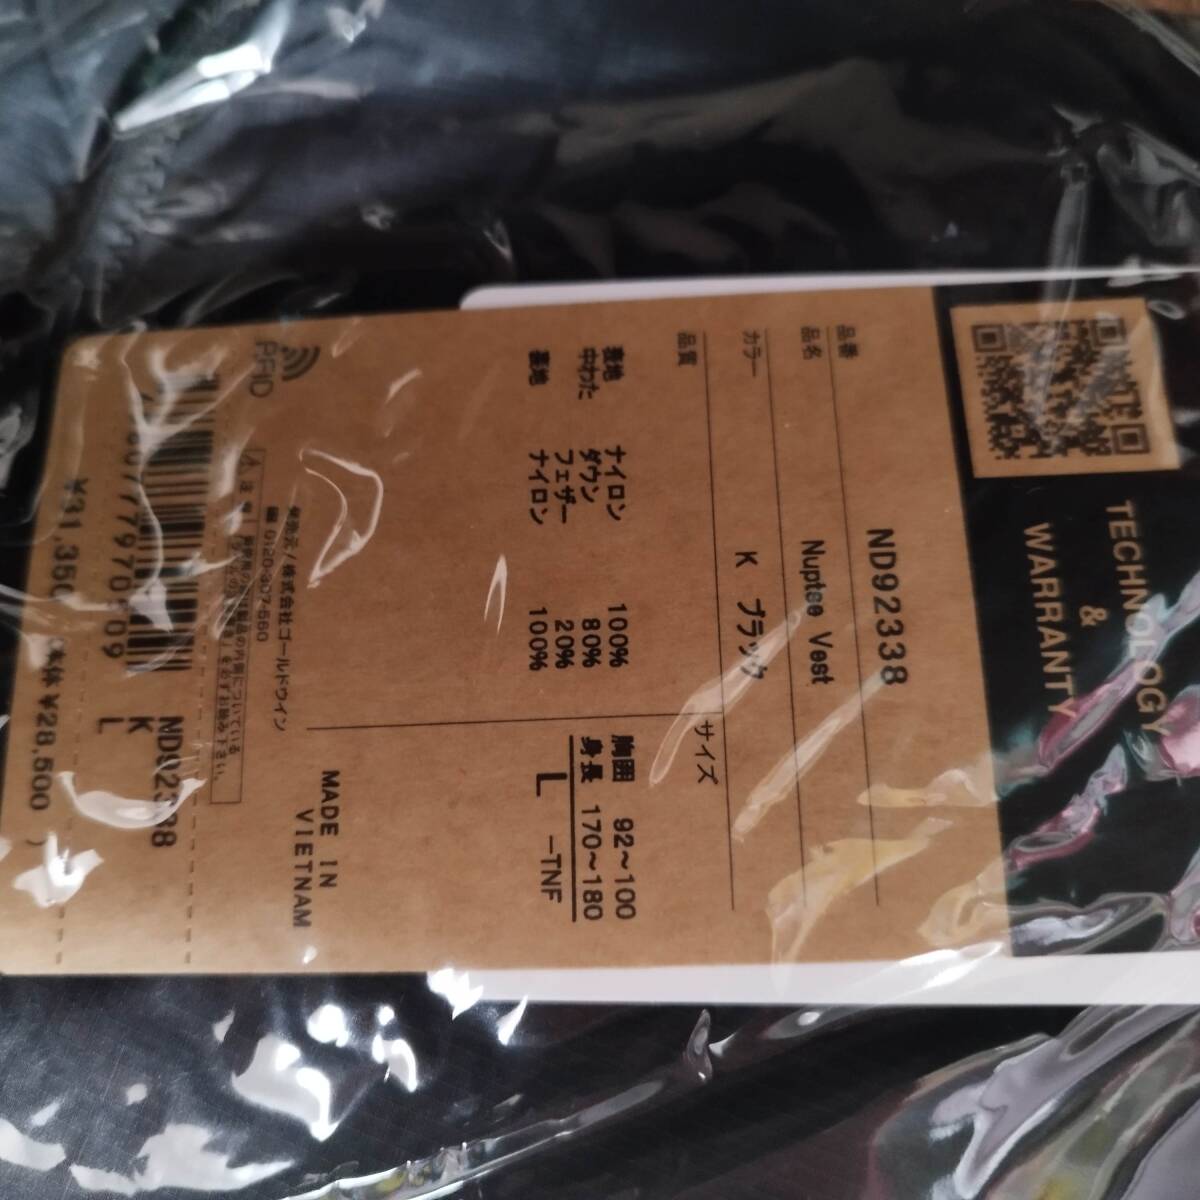 TECHNOLOGY
&
WARRANTY
品番 ND92338
品名 Nuptse Vest
カラー K ブラック
品質
表地 ナイロン 100%
中わた ダウン 80%
フェザー 20%
裏地 ナイロン 100%
サイズ
胸囲 92~100
身長 170~180
L -TNF
MADE IN
VIETNAM
発売元/株式会社ゴールドウイン
0120-307-560
RFID
ND92338
K
L
(本体 ¥28,500)